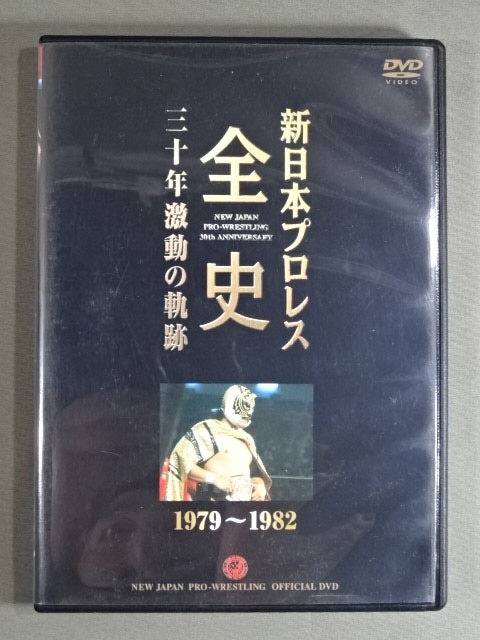 DVD
VIDEO
新日本プロレス
全史
NEW JAPAN
PRO-WRESTLING
30th ANNIVERSARY
三十年激動の軌跡
1979～1982
NEW JAPAN PRO-WRESTLING OFFICIAL DVD